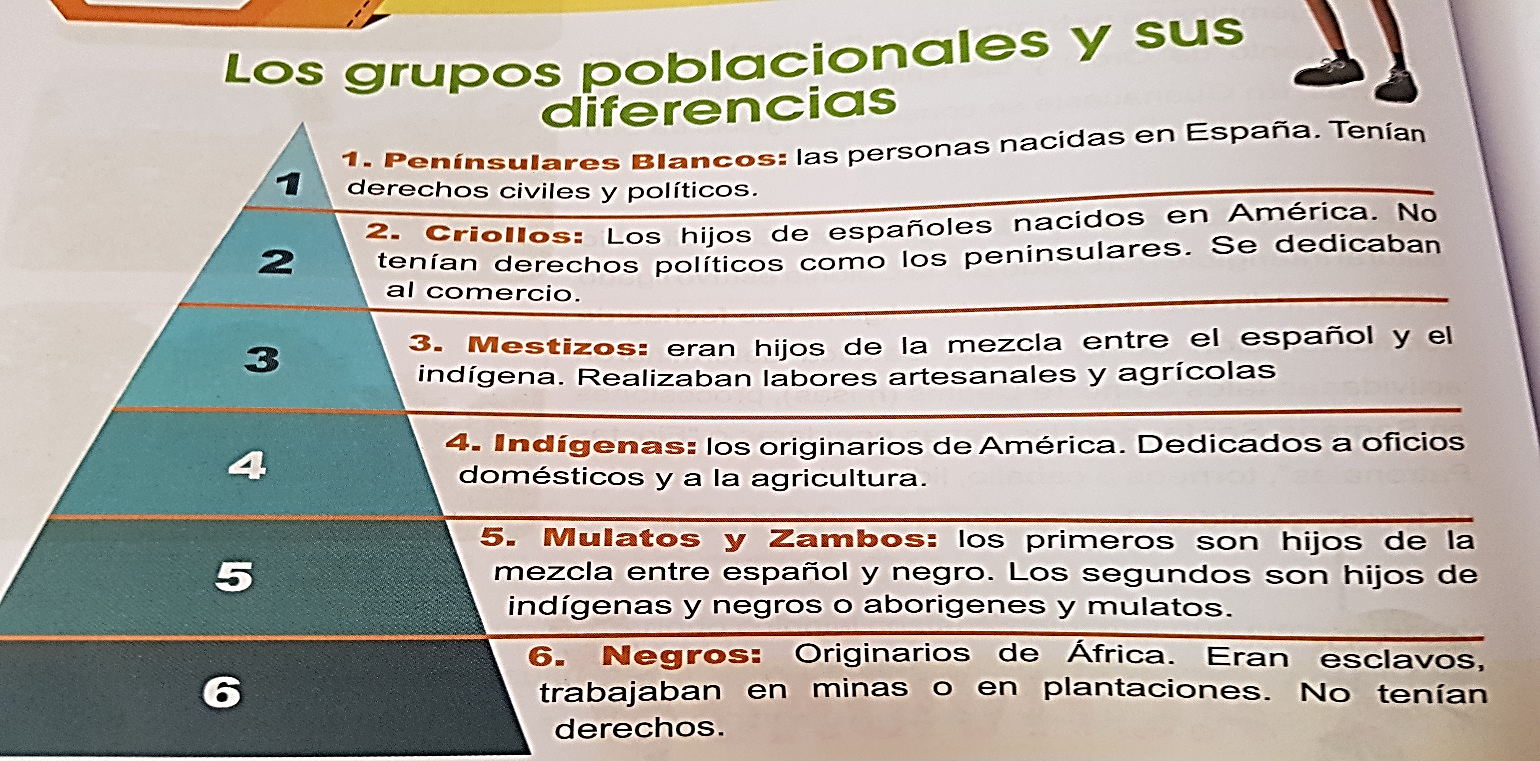 Los grupos poblacionales y sus
diferencias
1
1. Penínsulares Blancos: las personas nacidas en España. Tenían
derechos civiles y políticos.
2
2. Criollos: Los hijos de españoles nacidos en América. No
tenían derechos políticos como los peninsulares. Se dedicaban
al comercio.
3
3. Mestizos: eran hijos de la mezcla entre el español y el
indígena. Realizaban labores artesanales y agrícolas
4
4. Indígenas: los originarios de América. Dedicados a oficios
domésticos y a la agricultura.
5
5. Mulatos y Zambos: los primeros son hijos de la
mezcla entre español y negro. Los segundos son hijos de
indígenas y negros o aborigenes y mulatos.
6
6. Negros: Originarios de África. Eran esclavos,
trabajaban en minas o en plantaciones. No tenían
derechos.